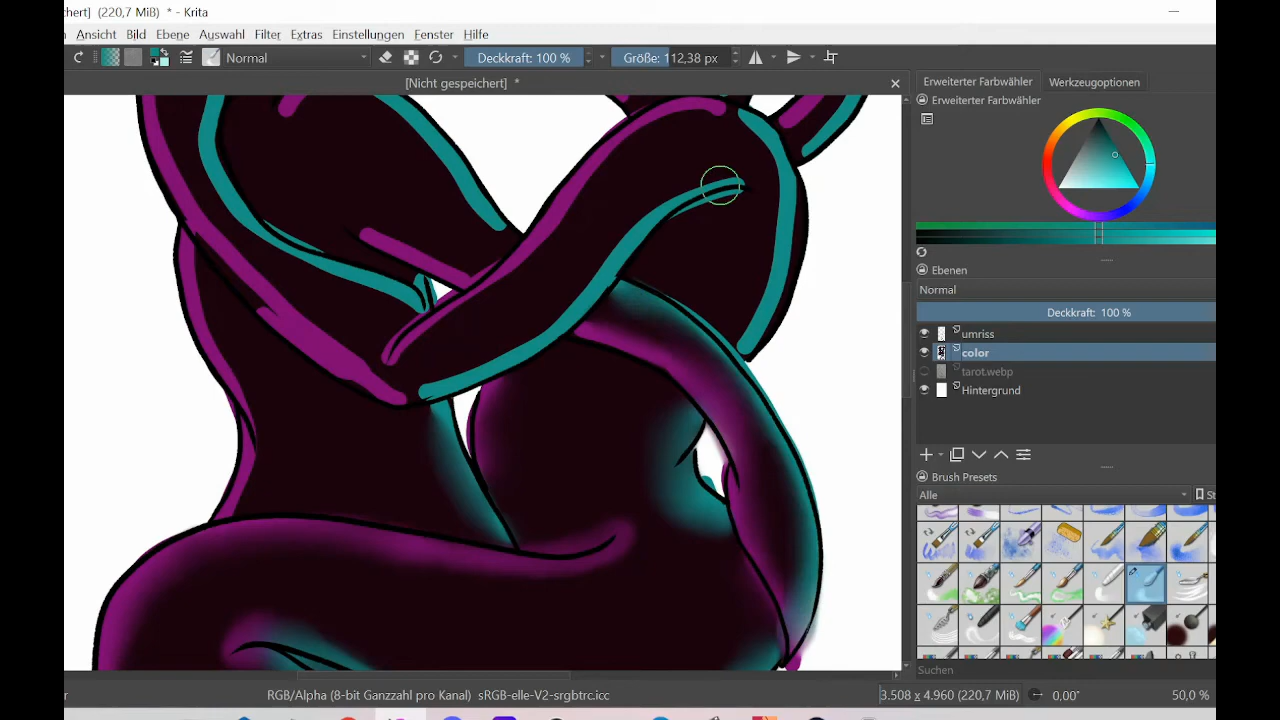 chert] (220,7 MiB) * - Krita
Ansicht Bild Ebene Auswahl Filter Extras Einstellungen Fenster Hilfe
Normal Deckkraft: 100 % Größe: 112,38 px
[Nicht gespeichert] *
Erweiterter Farbwähler Werkzeugoptionen
Erweiterter Farbwähler
Ebenen
Normal
Deckkraft: 100 %
umriss
color
tarot.webp
Hintergrund
Brush Presets
Alle St
Suchen
RGB/Alpha (8-bit Ganzzahl pro Kanal) sRGB-elle-V2-srgbtrc.icc 3.508 x 4.960 (220,7 MiB) 0,00° 50,0 %